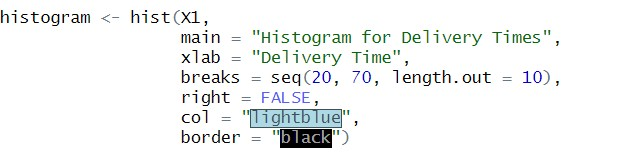 histogram <- hist(X1,
main = "Histogram for Delivery Times",
xlab = "Delivery Time",
breaks = seq(20, 70, length.out = 10),
right = FALSE,
col = "lightblue",
border = "black")